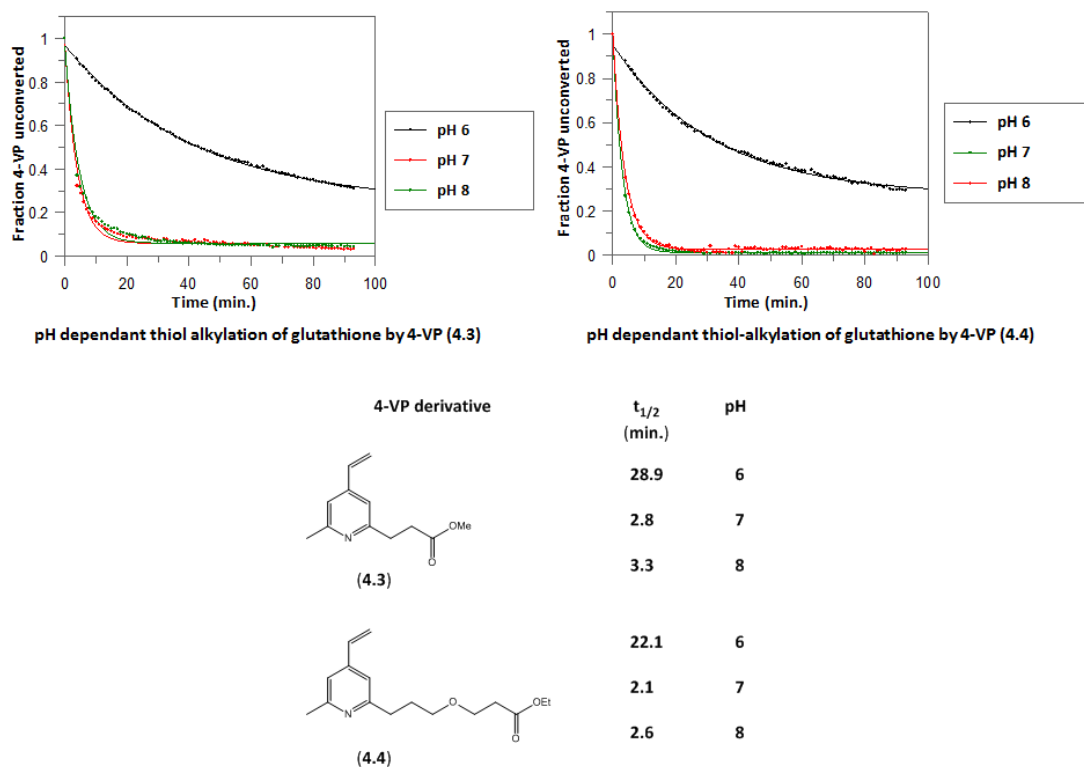 Fraction 4-VP unconverted
1
0.8
0.6
0.4
0.2
0
0 20 40 60 80 100
Time (min.)
pH 6
pH 7
pH 8
pH dependant thiol alkylation of glutathione by 4-VP (4.3)
Fraction 4-VP unconverted
1
0.8
0.6
0.4
0.2
0
0 20 40 60 80 100
Time (min.)
pH 6
pH 7
pH 8
pH dependant thiol-alkylation of glutathione by 4-VP (4.4)
4-VP derivative t1/2 pH
(min.)
28.9 6
2.8 7
3.3 8
N
OMe
O
(4.3)
22.1 6
2.1 7
2.6 8
N
O
OEt
O
(4.4)